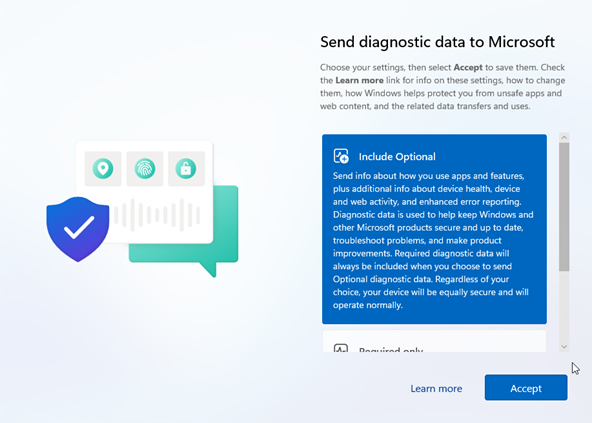 Send diagnostic data to Microsoft
Choose your settings, then select Accept to save them. Check
the Learn more link for info on these settings, how to change
them, how Windows helps protect you from unsafe apps and
web content, and the related data transfers and uses.
Include Optional
Send info about how you use apps and features,
plus additional info about device health, device
and web activity, and enhanced error reporting.
Diagnostic data is used to help keep Windows and
other Microsoft products secure and up to date,
troubleshoot problems, and make product
improvements. Required diagnostic data will
always be included when you choose to send
Optional diagnostic data. Regardless of your
choice, your device will be equally secure and will
operate normally.
Required only
Learn more
Accept